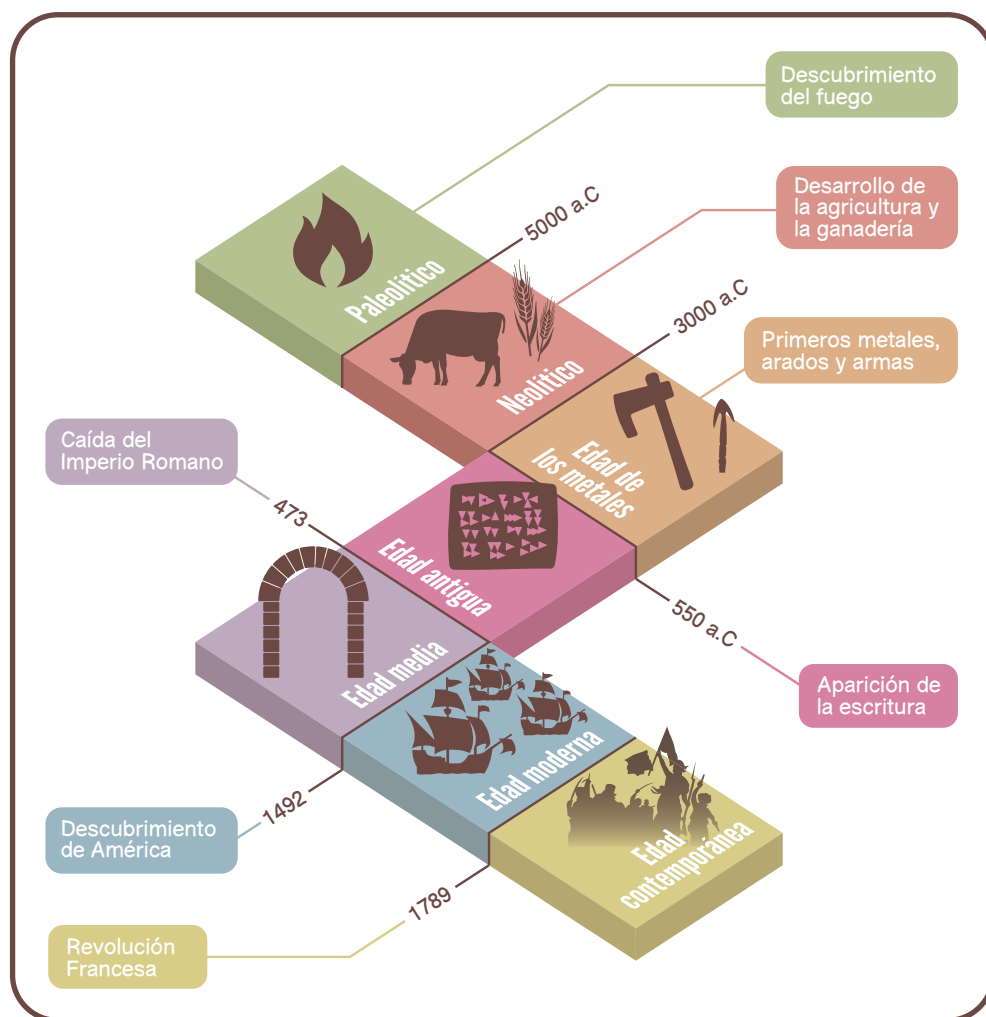 Descubrimiento
del fuego
Paleolítico
5000 a.C
Desarrollo de
la agricultura y
la ganadería
Neolítico
3000 a.C
Primeros metales,
arados y armas
Edad de
los metales
550 a.C
Aparición de
la escritura
Edad antigua
Caída del
Imperio Romano
473
Edad media
Descubrimiento
de América
1492
Edad moderna
Revolución
Francesa
1789
Edad
contemporánea